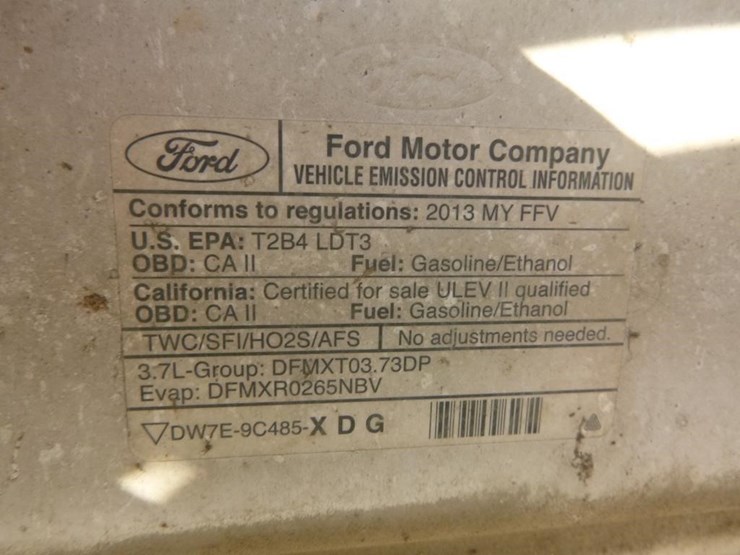 Ford
Ford Motor Company
VEHICLE EMISSION CONTROL INFORMATION
Conforms to regulations: 2013 MY FFV
U.S. EPA: T2B4 LDT3
OBD: CA II Fuel: Gasoline/Ethanol
California: Certified for sale ULEV II qualified
OBD: CA II Fuel: Gasoline/Ethanol
TWC/SFI/HO2S/AFS No adjustments needed.
3.7L-Group: DFMXT03.73DP
Evap: DFMXR0265NBV
DW7E-9C485-X D G